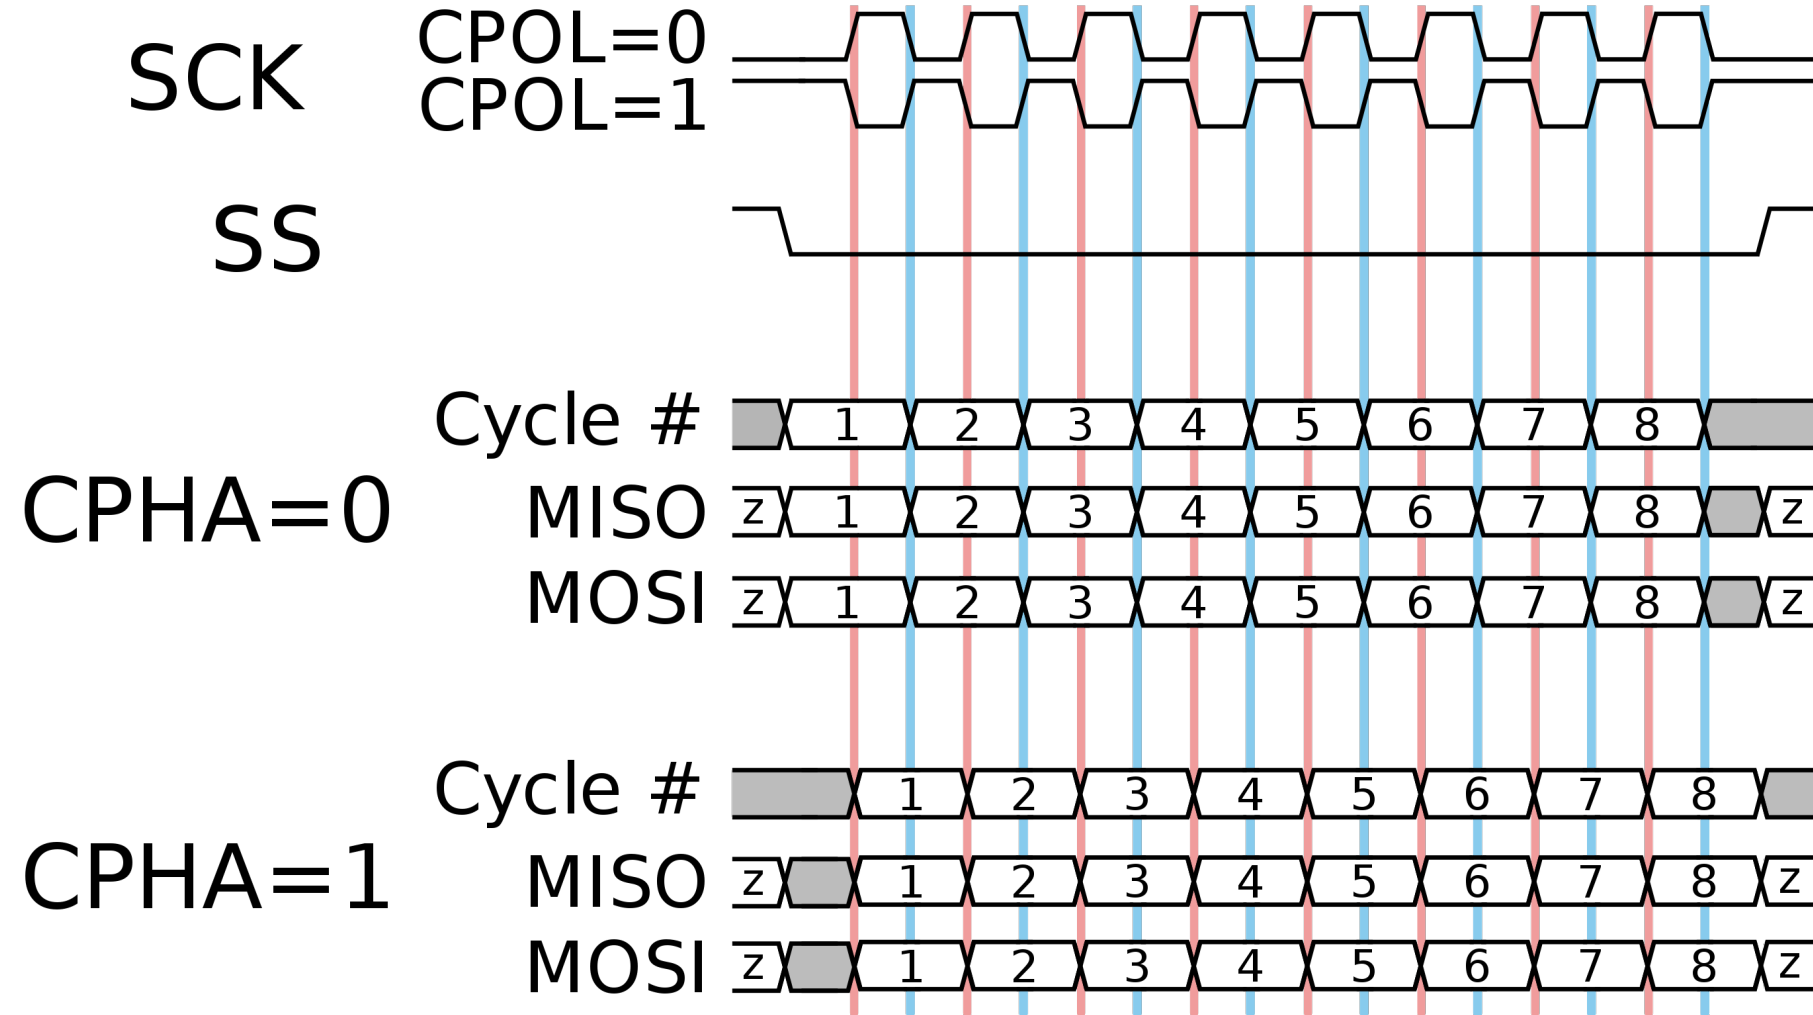 SCK CPOL=0
CPOL=1
SS
Cycle # 1 2 3 4 5 6 7 8
CPHA=0 MISO z 1 2 3 4 5 6 7 8 z
MOSI z 1 2 3 4 5 6 7 8 z
Cycle # 1 2 3 4 5 6 7 8
CPHA=1 MISO z 1 2 3 4 5 6 7 8 z
MOSI z 1 2 3 4 5 6 7 8 z